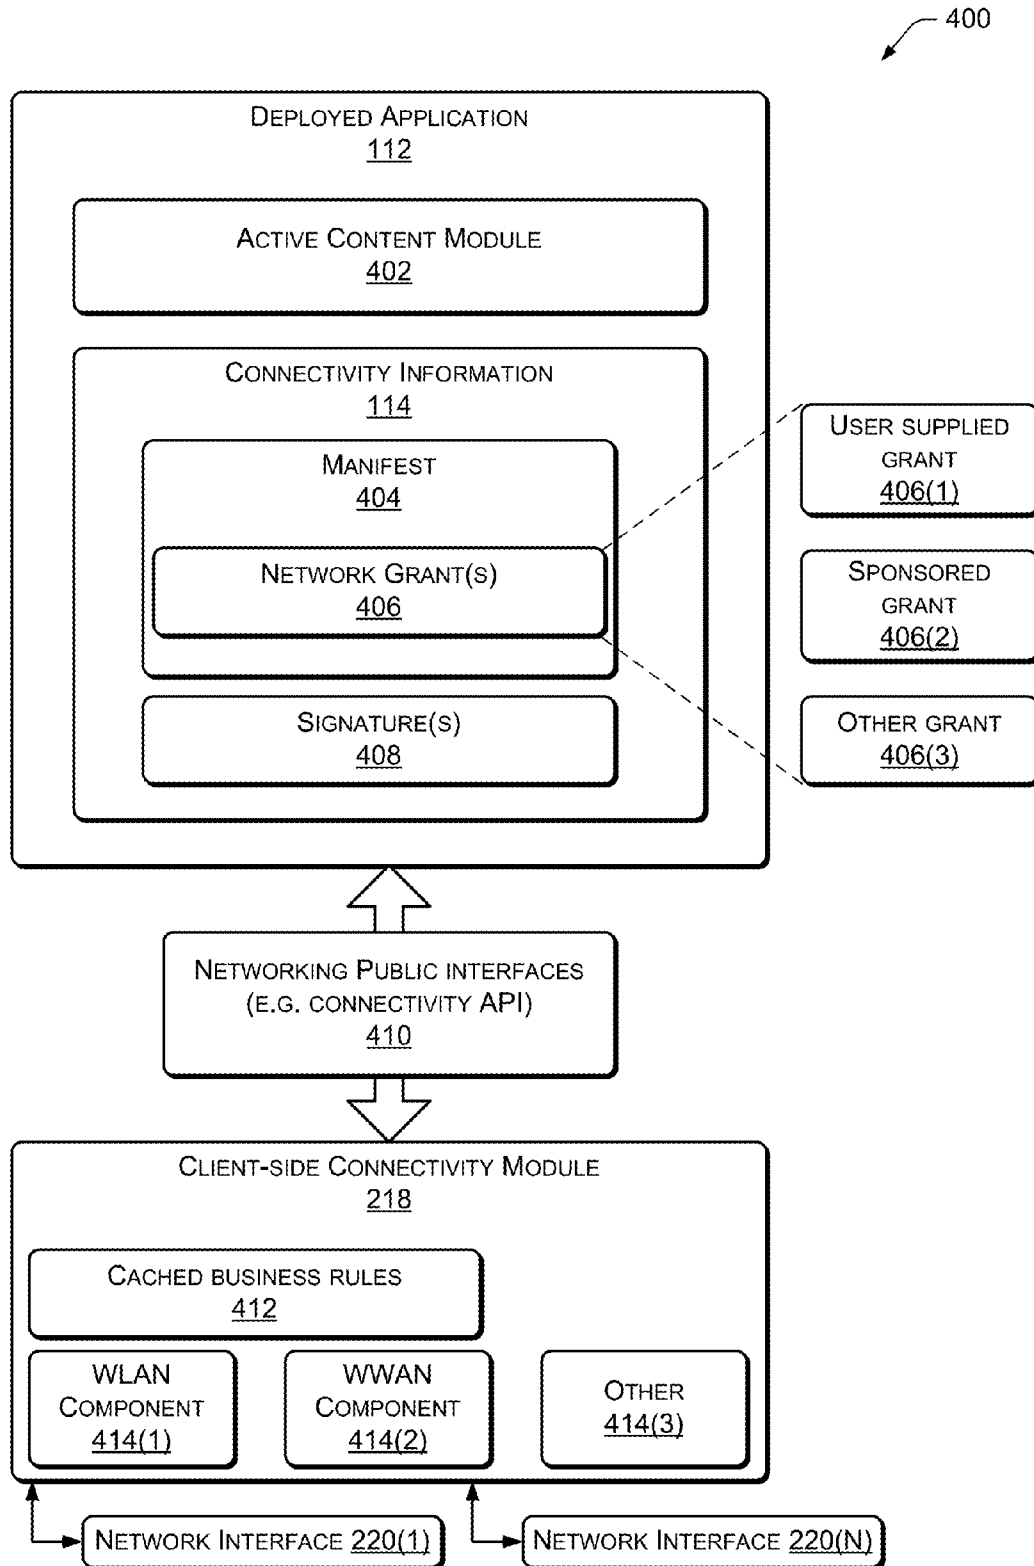 400
DEPLOYED APPLICATION
112
ACTIVE CONTENT MODULE
402
CONNECTIVITY INFORMATION
114
MANIFEST
404
NETWORK GRANT(S)
406
SIGNATURE(S)
408
USER SUPPLIED
GRANT
406(1)
SPONSORED
GRANT
406(2)
OTHER GRANT
406(3)
NETWORKING PUBLIC INTERFACES
(E.G. CONNECTIVITY API)
410
CLIENT-SIDE CONNECTIVITY MODULE
218
CACHED BUSINESS RULES
412
WLAN
COMPONENT
414(1)
WWAN
COMPONENT
414(2)
OTHER
414(3)
NETWORK INTERFACE 220(1)
NETWORK INTERFACE 220(N)